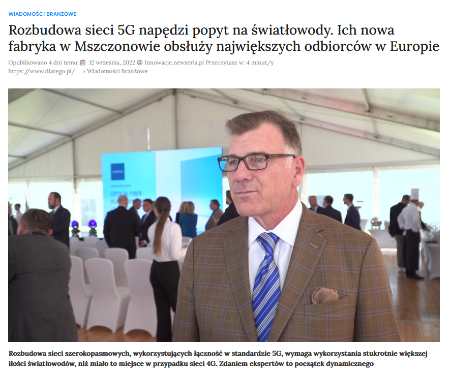 WIADOMOŚCI BRANŻOWE
Rozbudowa sieci 5G napędzi popyt na światłowody. Ich nowa
fabryka w Mszczonowie obsłuży największych odbiorców w Europie
Opublikowano 4 dni temu: 12 września, 2022 Innowacje.newseria.pl Przeczytasz w: 4 minut/y
https://www.dlatego.pl/ > Wiadomości Branżowe
OPTICAL FIBER
Rozbudowa sieci szerokopasmowych, wykorzystujących łączność w standardzie 5G, wymaga wykorzystania stukrotnie większej
ilości światłowodów, niż miało to miejsce w przypadku sieci 4G. Zdaniem ekspertów to początek dynamicznego